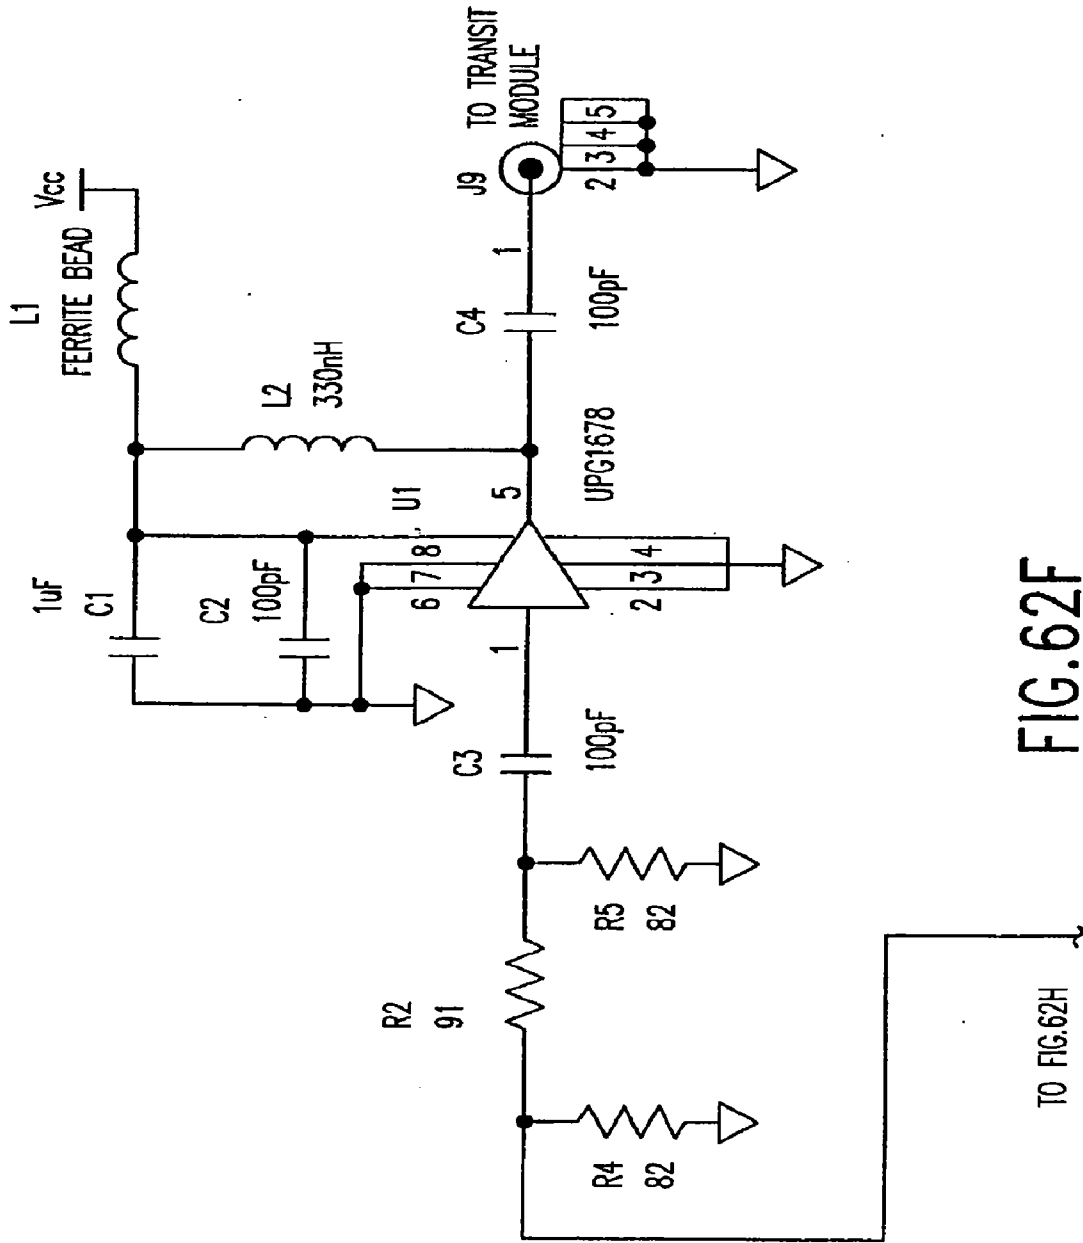 Vcc
L1
FERRITE BEAD
1uF
C1
C2
100pF
L2
330nH
U1
6 7 8
5
1
2 3 4
UPG1678
C3
100pF
C4
100pF
1
J9
TO TRANSIT
MODULE
2 3 4 5
R2
91
R5
82
R4
82
TO FIG.62H
FIG.62F